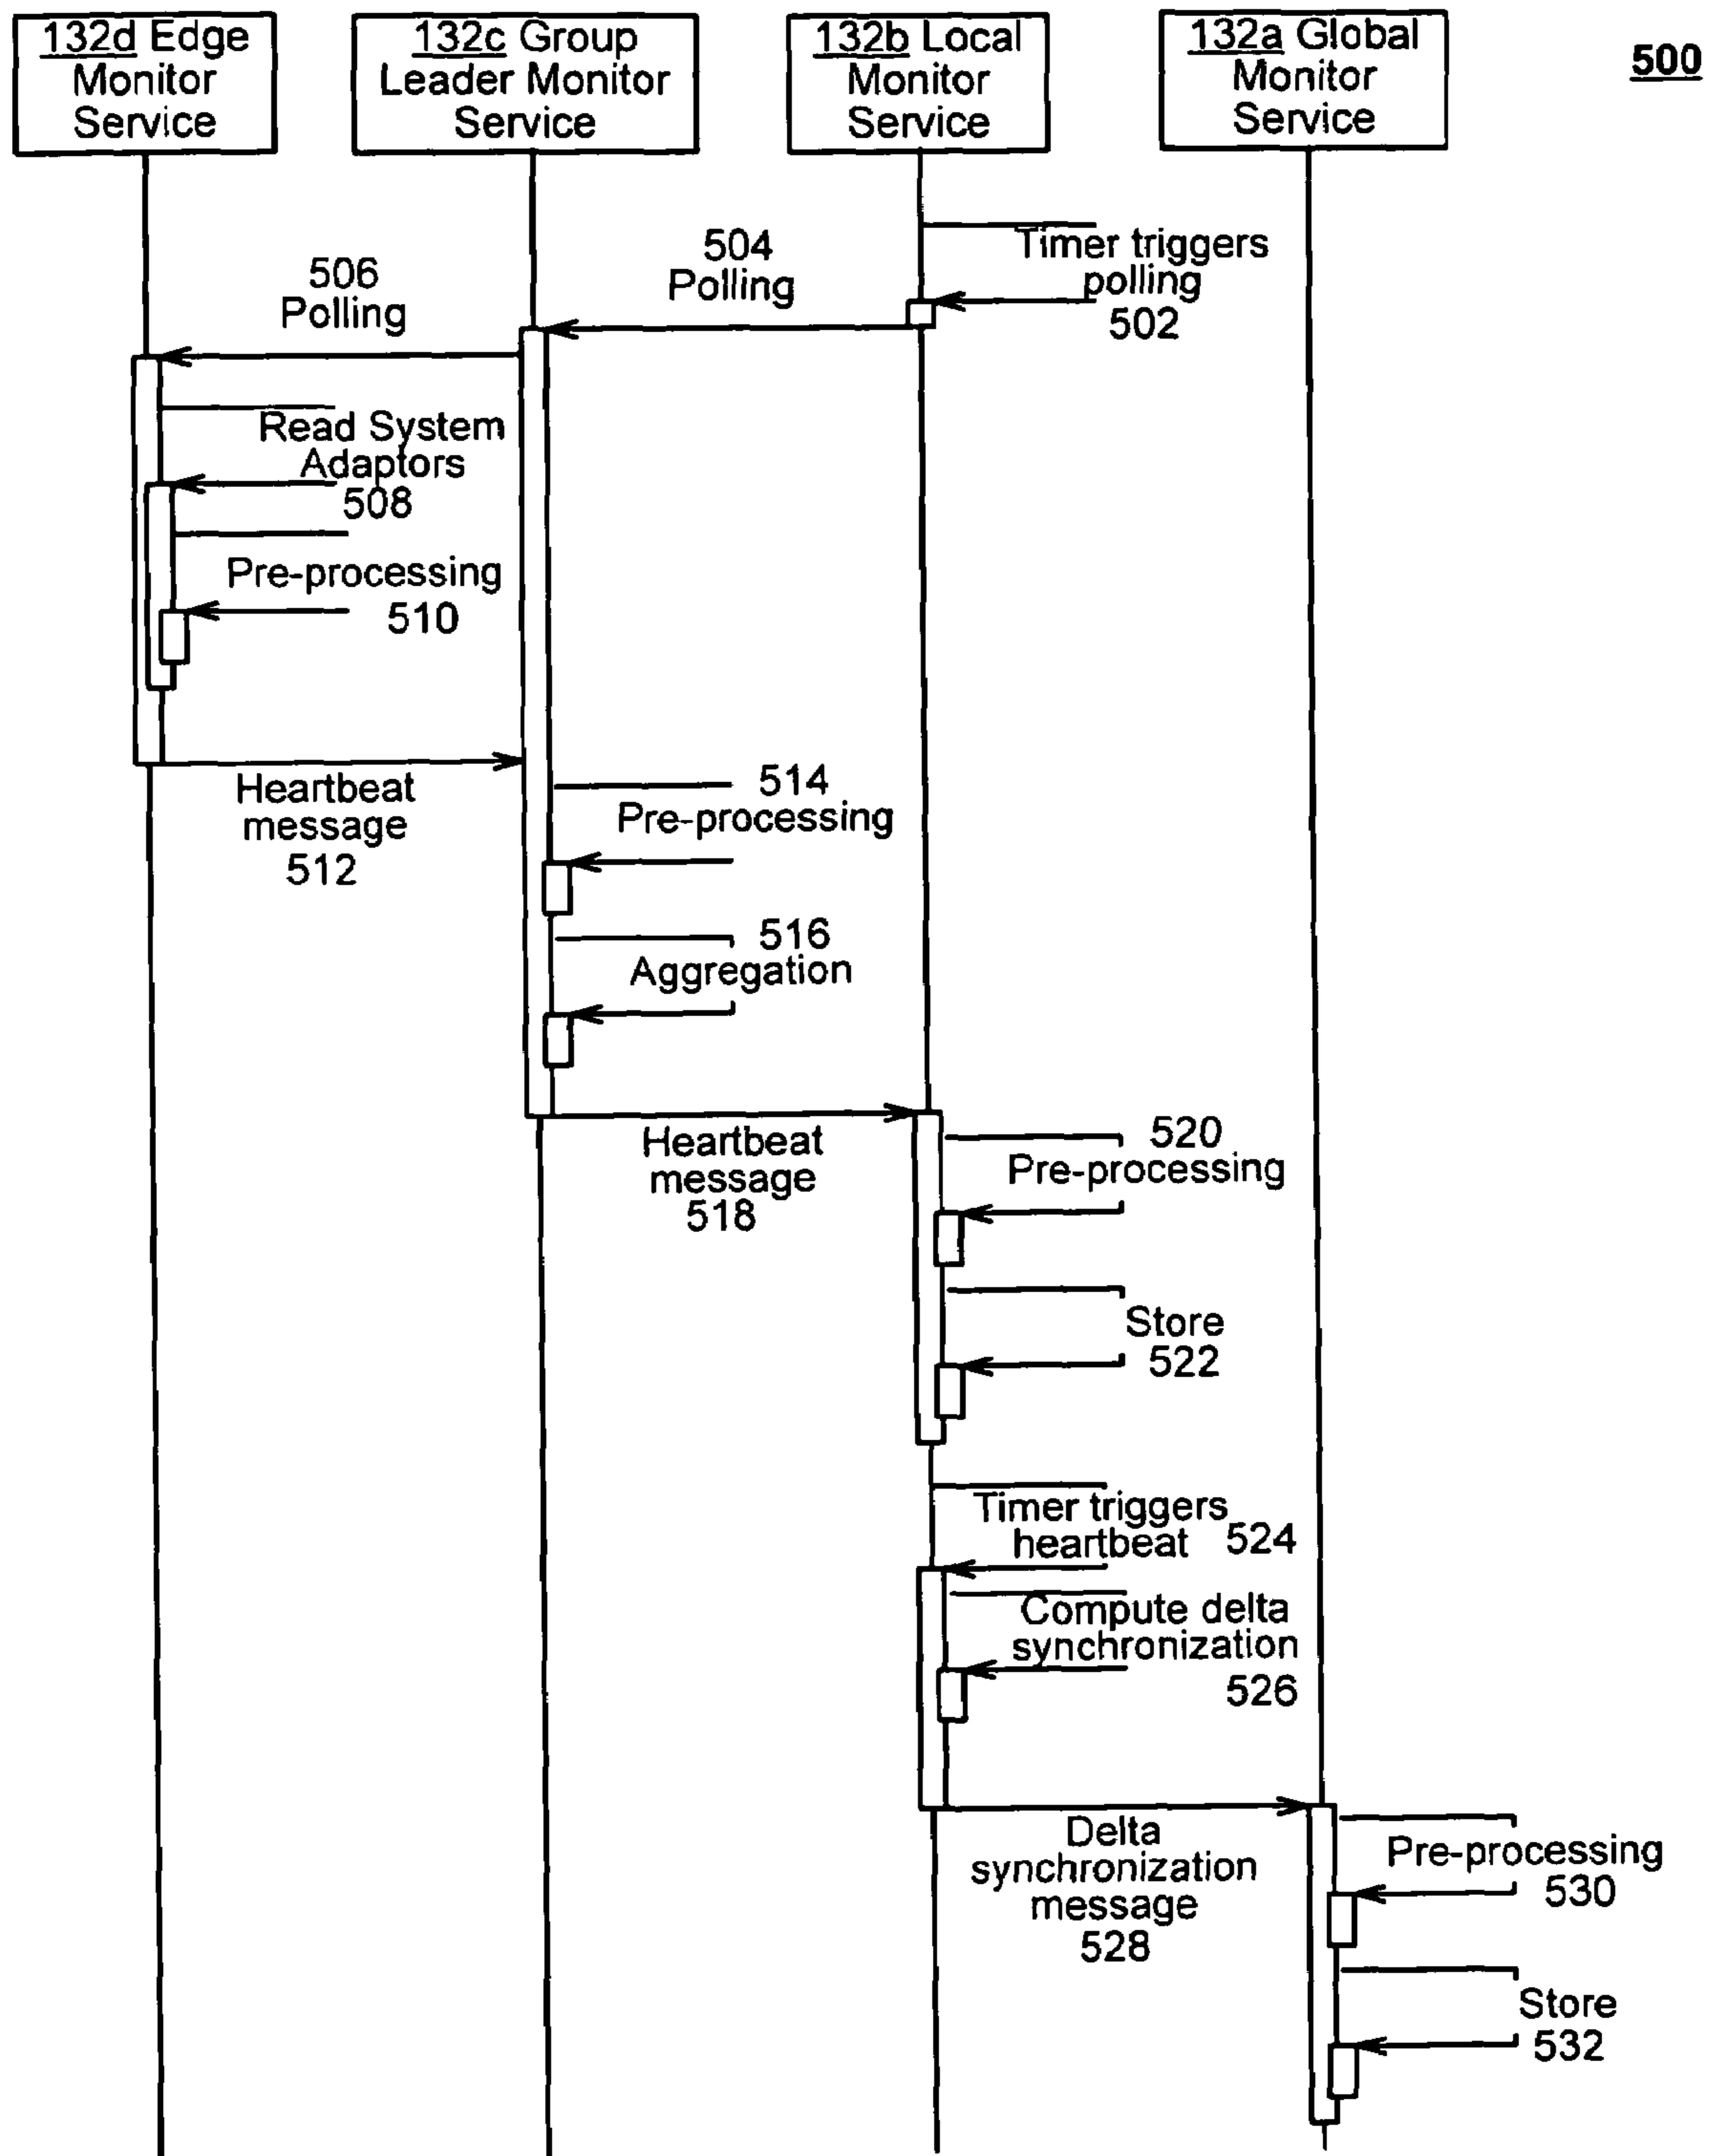 132d Edge
Monitor
Service
132c Group
Leader Monitor
Service
132b Local
Monitor
Service
132a Global
Monitor
Service
500
Timer triggers
polling
502
504
Polling
506
Polling
Read System
Adaptors
508
Pre-processing
510
Heartbeat
message
512
514
Pre-processing
516
Aggregation
Heartbeat
message
518
520
Pre-processing
Store
522
Timer triggers
heartbeat 524
Compute delta
synchronization
526
Delta
synchronization
message
528
Pre-processing
530
Store
532